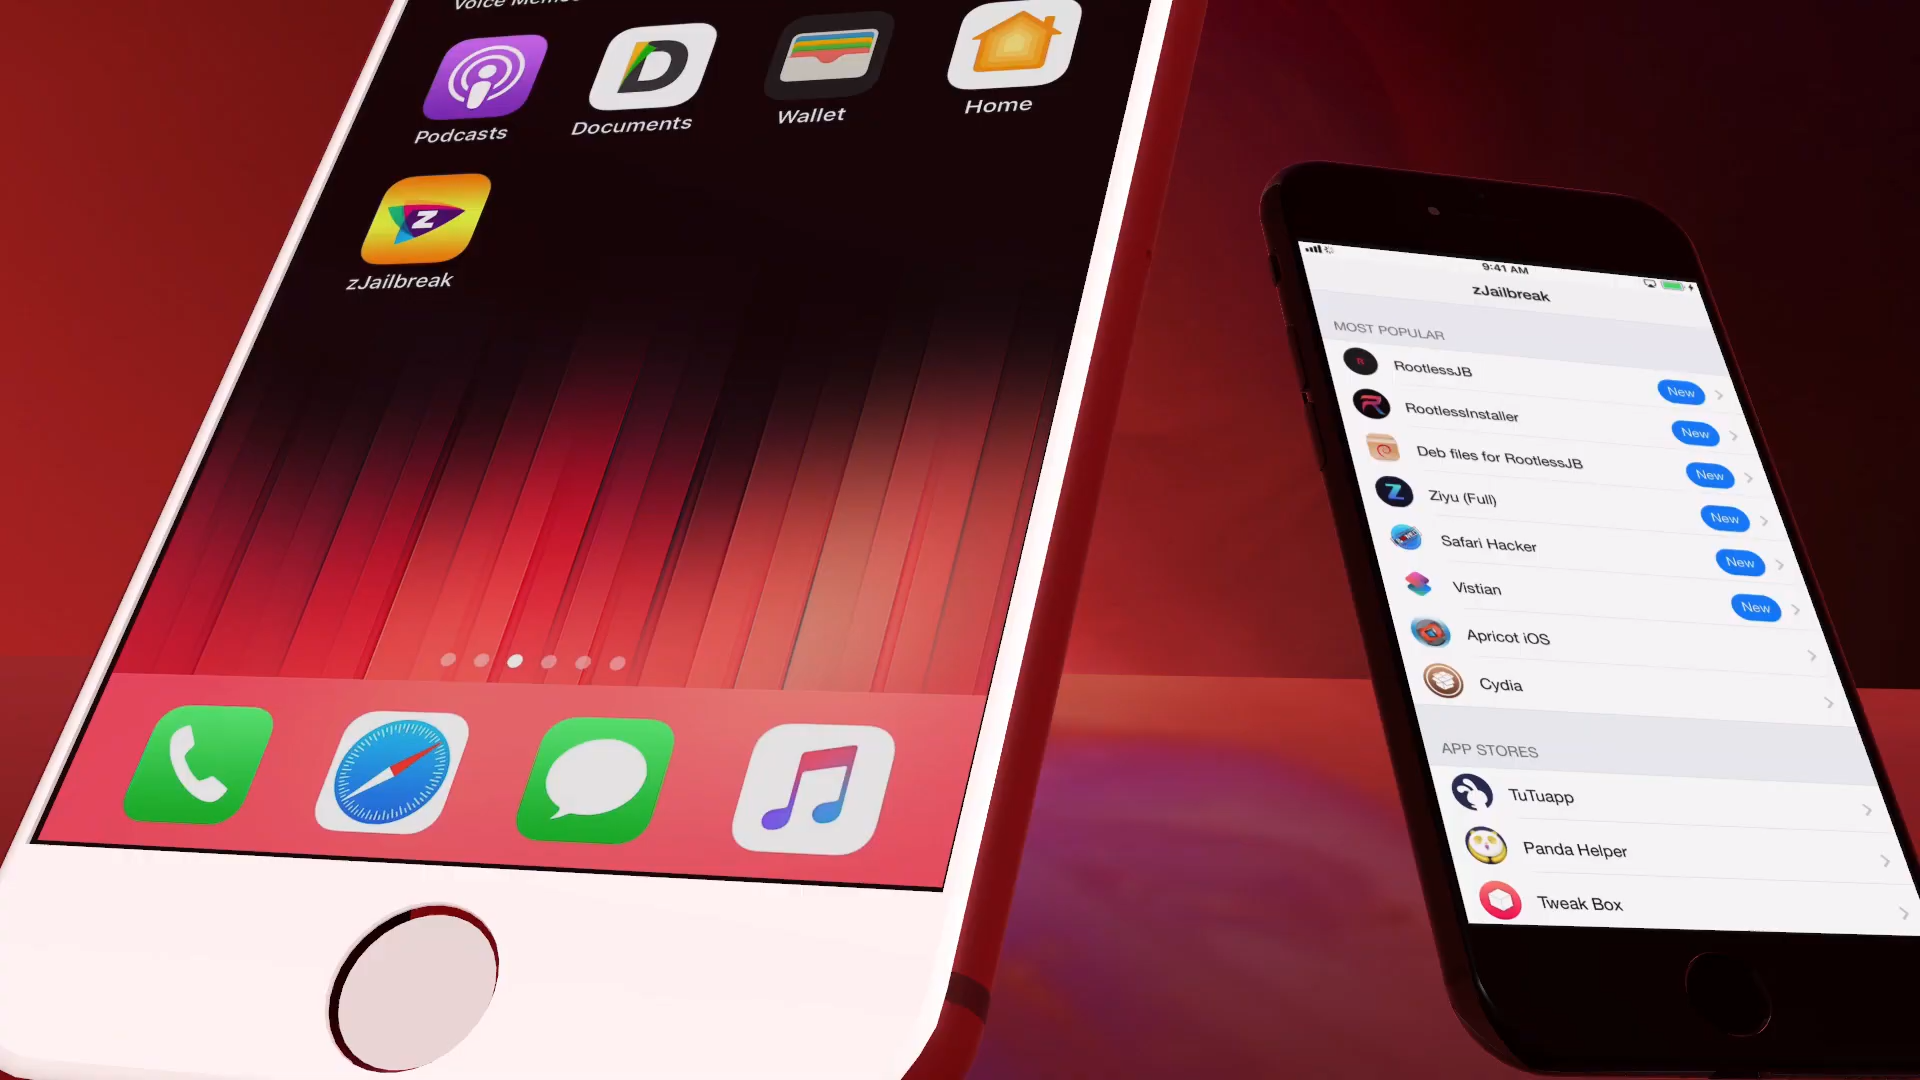 Voice Memos
Podcasts
Documents
Wallet
Home
Z
zJailbreak
9:41 AM
zJailbreak
MOST POPULAR
RootlessJB
New
RootlessInstaller
New
Deb files for RootlessJB
New
Ziyu (Full)
New
Safari Hacker
New
Vistian
New
Apricot iOS
Cydia
APP STORES
TuTuapp
Panda Helper
Tweak Box